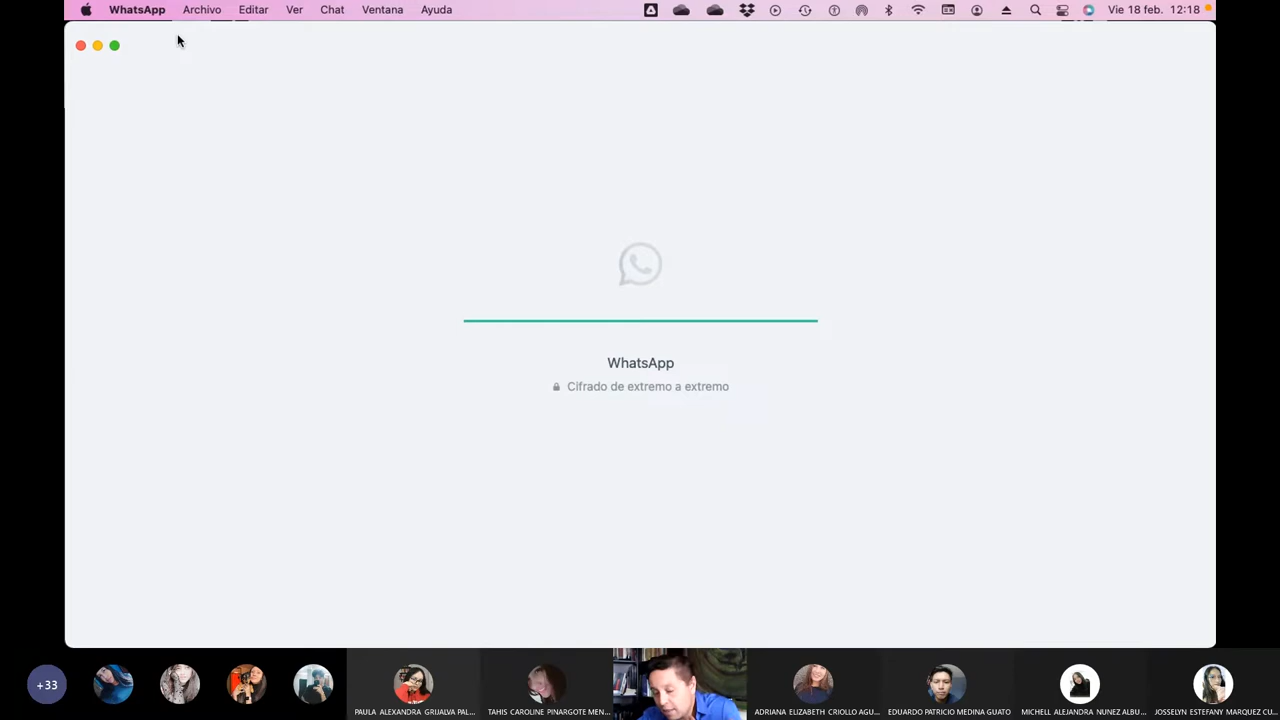 WhatsApp Archivo Editar Ver Chat Ventana Ayuda Vie 18 feb. 12:18
WhatsApp
Cifrado de extremo a extremo
+33
PAULA ALEXANDRA GRIJALVA PAL... TAHIS CAROLINE PINARGOTE MEN... ADRIANA ELIZABETH CRIOLLO AGU... EDUARDO PATRICIO MEDINA GUATO MICHELL ALEJANDRA NUNEZ ALBU... JOSSELYN ESTEFANY MARQUEZ CU...